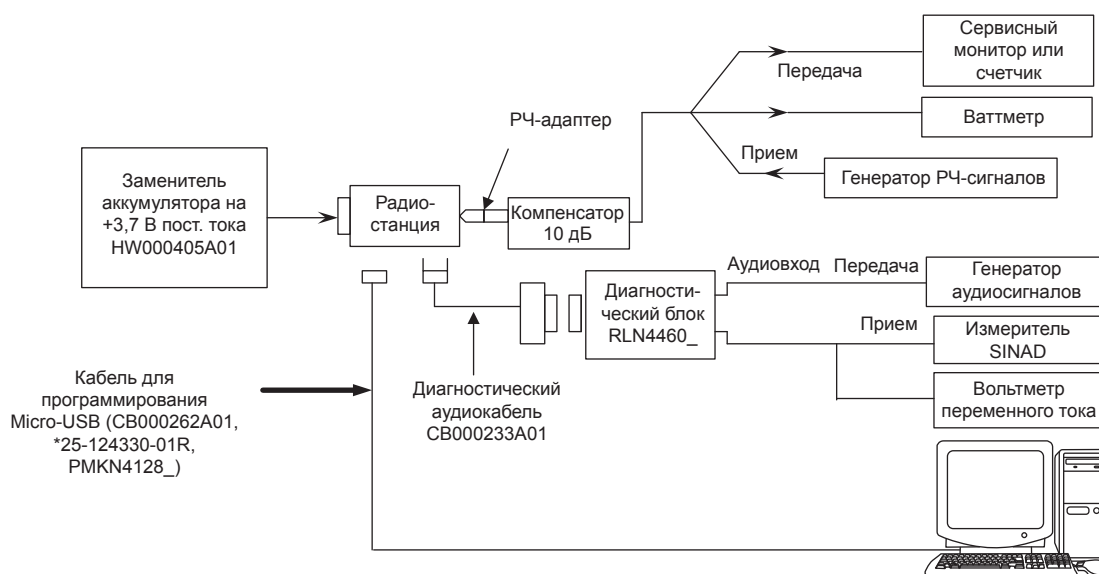 Сервисный
монитор или
счетчик
Передача
РЧ-адаптер
Ваттметр
Прием
Генератор РЧ-сигналов
Заменитель
аккумулятора на
+3,7 В пост. тока
HW000405A01
Радио-
станция
Компенсатор
10 дБ
Аудиовход
Передача
Генератор
аудиосигналов
Диагности-
ческий блок
RLN4460_
Прием
Измеритель
SINAD
Вольтметр
переменного тока
Кабель для
программирования
Micro-USB (CB000262A01,
*25-124330-01R,
PMKN4128_)
Диагностический
аудиокабель
CB000233A01